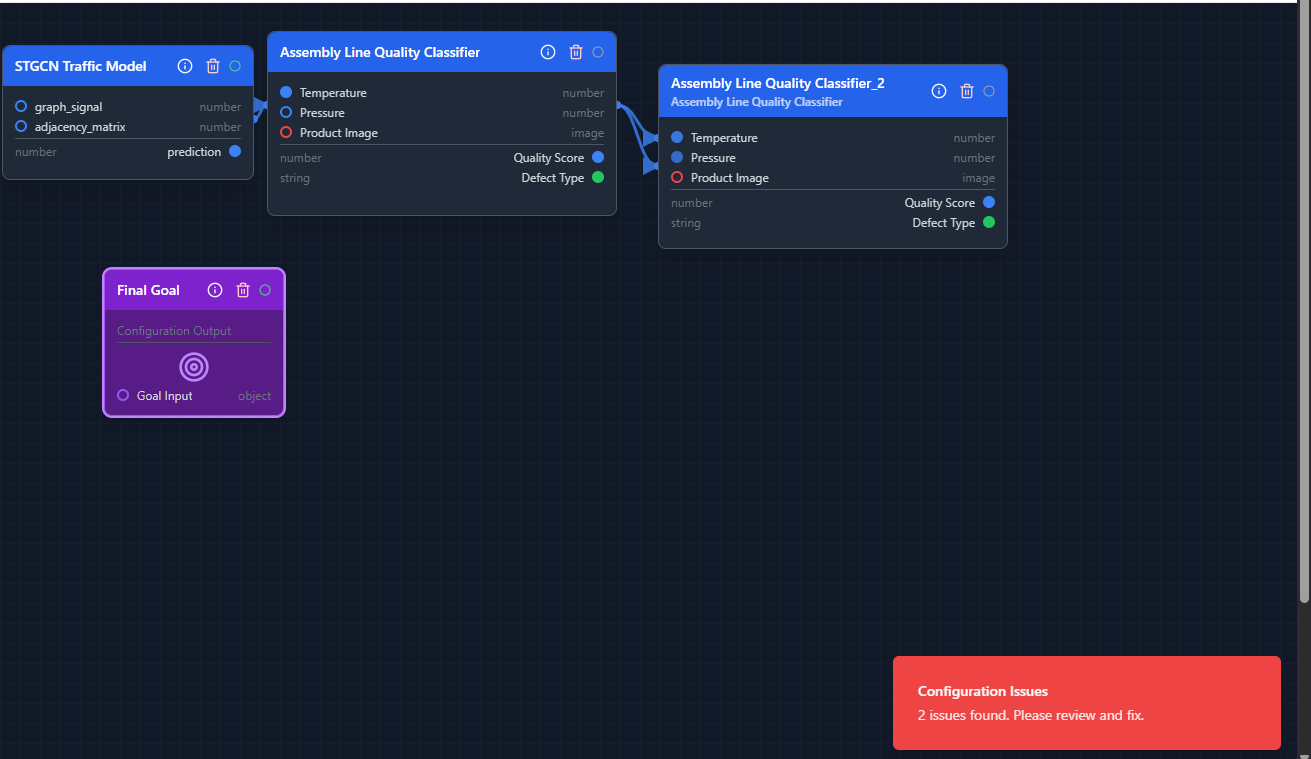 STGCN Traffic Model
graph_signal number
adjacency_matrix number
number prediction
Assembly Line Quality Classifier
Temperature number
Pressure number
Product Image image
number Quality Score
string Defect Type
Assembly Line Quality Classifier_2
Assembly Line Quality Classifier
Temperature number
Pressure number
Product Image image
number Quality Score
string Defect Type
Final Goal
Configuration Output
Goal Input object
Configuration Issues
2 issues found. Please review and fix.